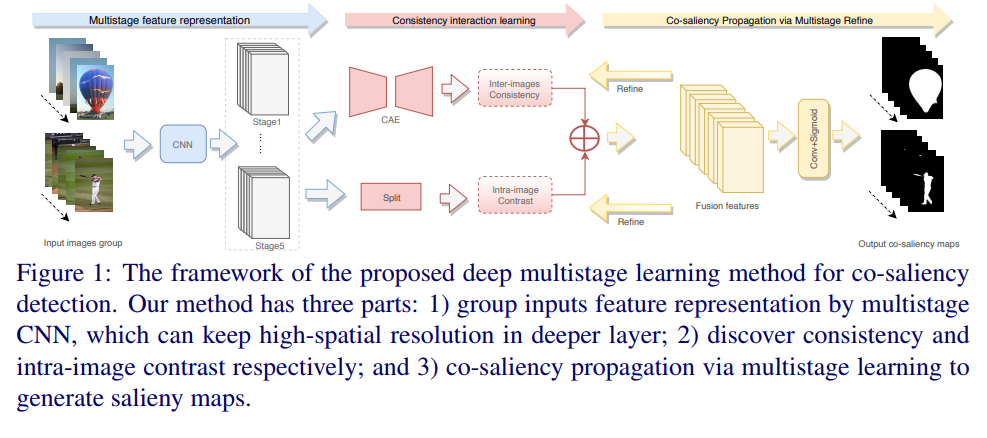 Multistage feature representation
Consistency interaction learning
Co-saliency Propagation via Multistage Refine
Stage1
CNN
Stage5
Input images group
CAE
Inter-images
Consistency
Split
Intra-image
Contrast
Refine
Refine
Fusion features
Conv+Sigmoid
Output co-saliency maps
Figure 1: The framework of the proposed deep multistage learning method for co-saliency
detection. Our method has three parts: 1) group inputs feature representation by multistage
CNN, which can keep high-spatial resolution in deeper layer; 2) discover consistency and
intra-image contrast respectively; and 3) co-saliency propagation via multistage learning to
generate salieny maps.